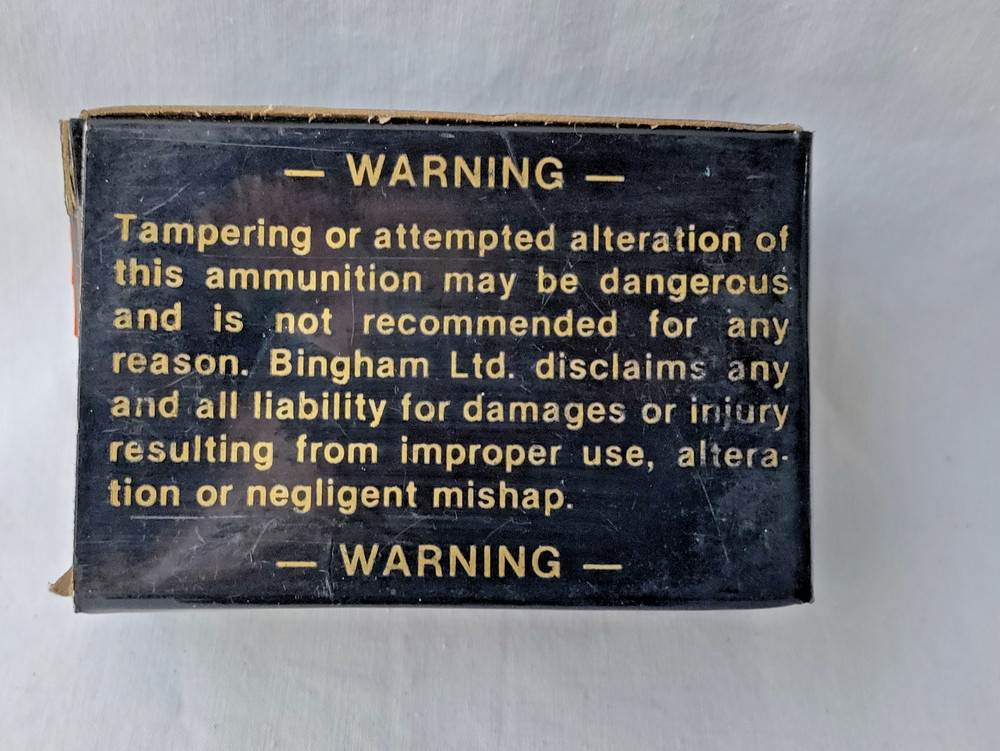 — WARNING —
Tampering or attempted alteration of
this ammunition may be dangerous
and is not recommended for any
reason. Bingham Ltd. disclaims any
and all liability for damages or injury
resulting from improper use, altera-
tion or negligent mishap.
— WARNING —